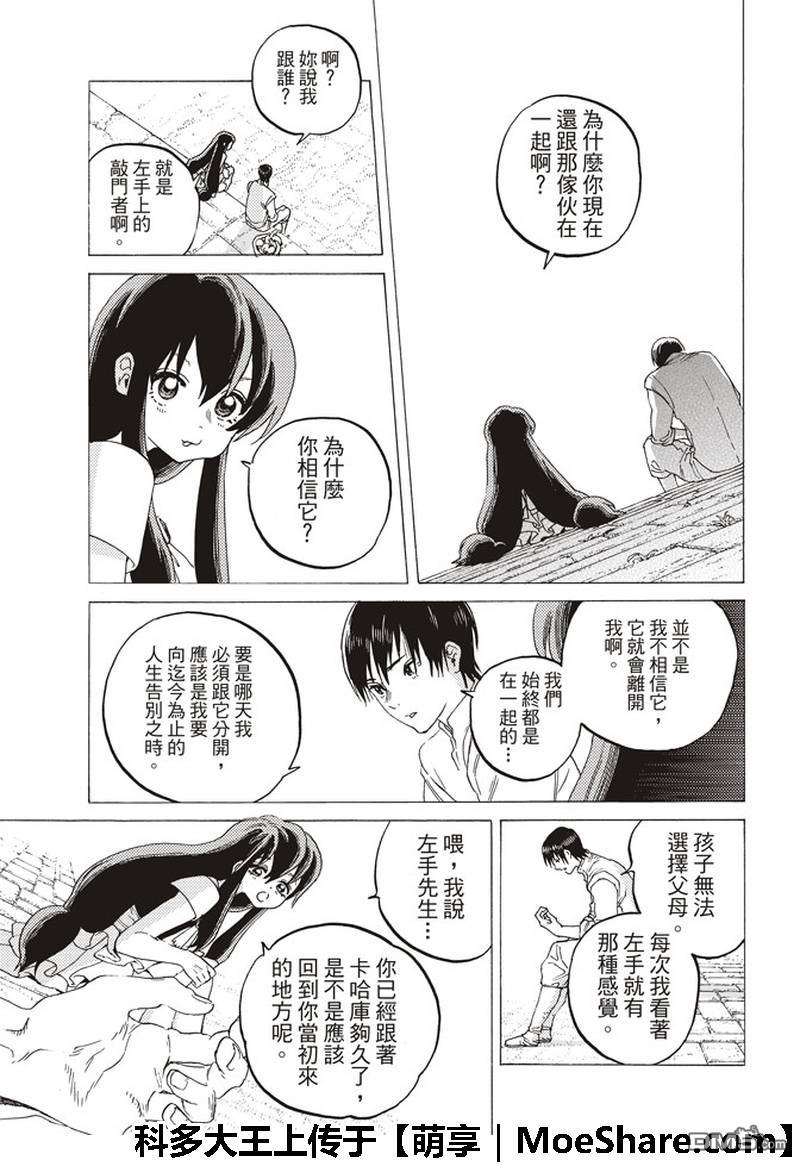 為什麼你現在
還跟那傢伙在
一起啊?
啊?
妳說我
跟誰?
就是
左手上的
敲門者啊。
為什麼
你相信它?
並不是
我不相信它,
它就會離開
我啊。
我們
始終都是
在一起的…
要是哪天我
必須跟它分開,
應該是我要
向迄今為止的
人生告別之時。
孩子無法
選擇父母。
每次我看著
左手就有
那種感覺。
喂,我說
左手先生…
你已經跟著
卡哈庫夠久了,
是不是應該
回到你當初來
的地方呢。
科多大王上传于【萌享|MoeShare.com】